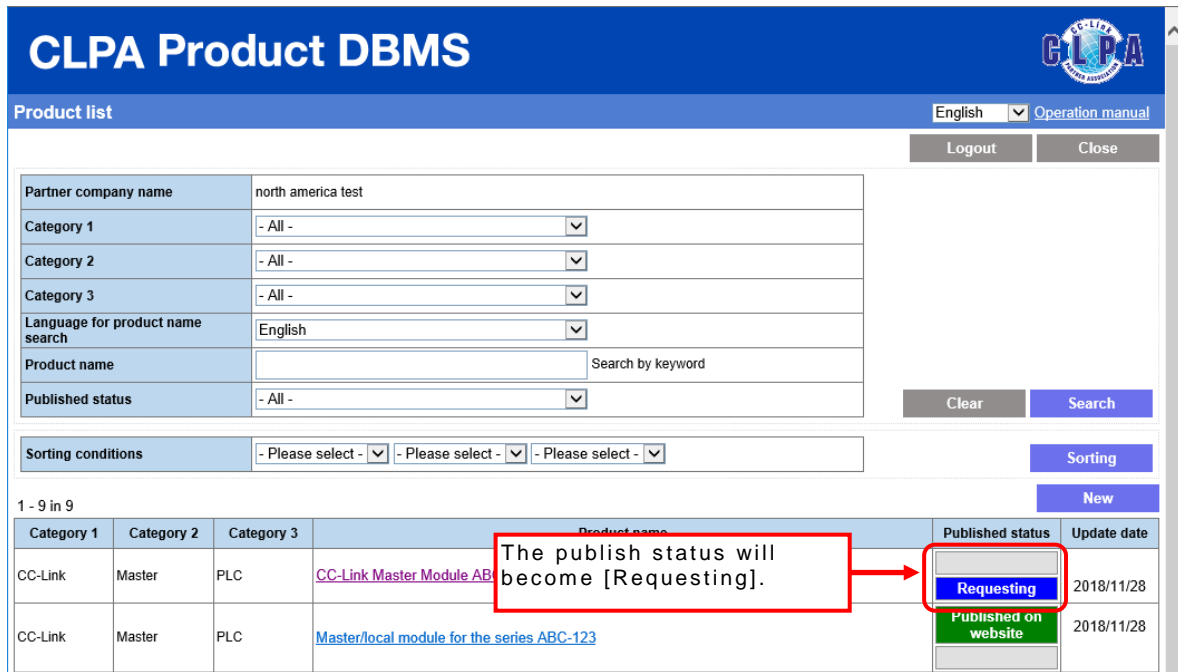 CLPA Product DBMS
CC-Link
CLPA
PARTNER ASSOCIATION
Product list
English
Operation manual
Logout
Close
Partner company name
north america test
Category 1
- All -
Category 2
- All -
Category 3
- All -
Language for product name
search
English
Product name
Search by keyword
Published status
- All -
Clear
Search
Sorting conditions
- Please select -
- Please select -
- Please select -
Sorting
1 - 9 in 9
New
Category 1
Category 2
Category 3
Product name
Published status
Update date
The publish status will
become [Requesting].
CC-Link
Master
PLC
CC-Link Master Module AB
Requesting
2018/11/28
CC-Link
Master
PLC
Master/local module for the series ABC-123
Published on
website
2018/11/28